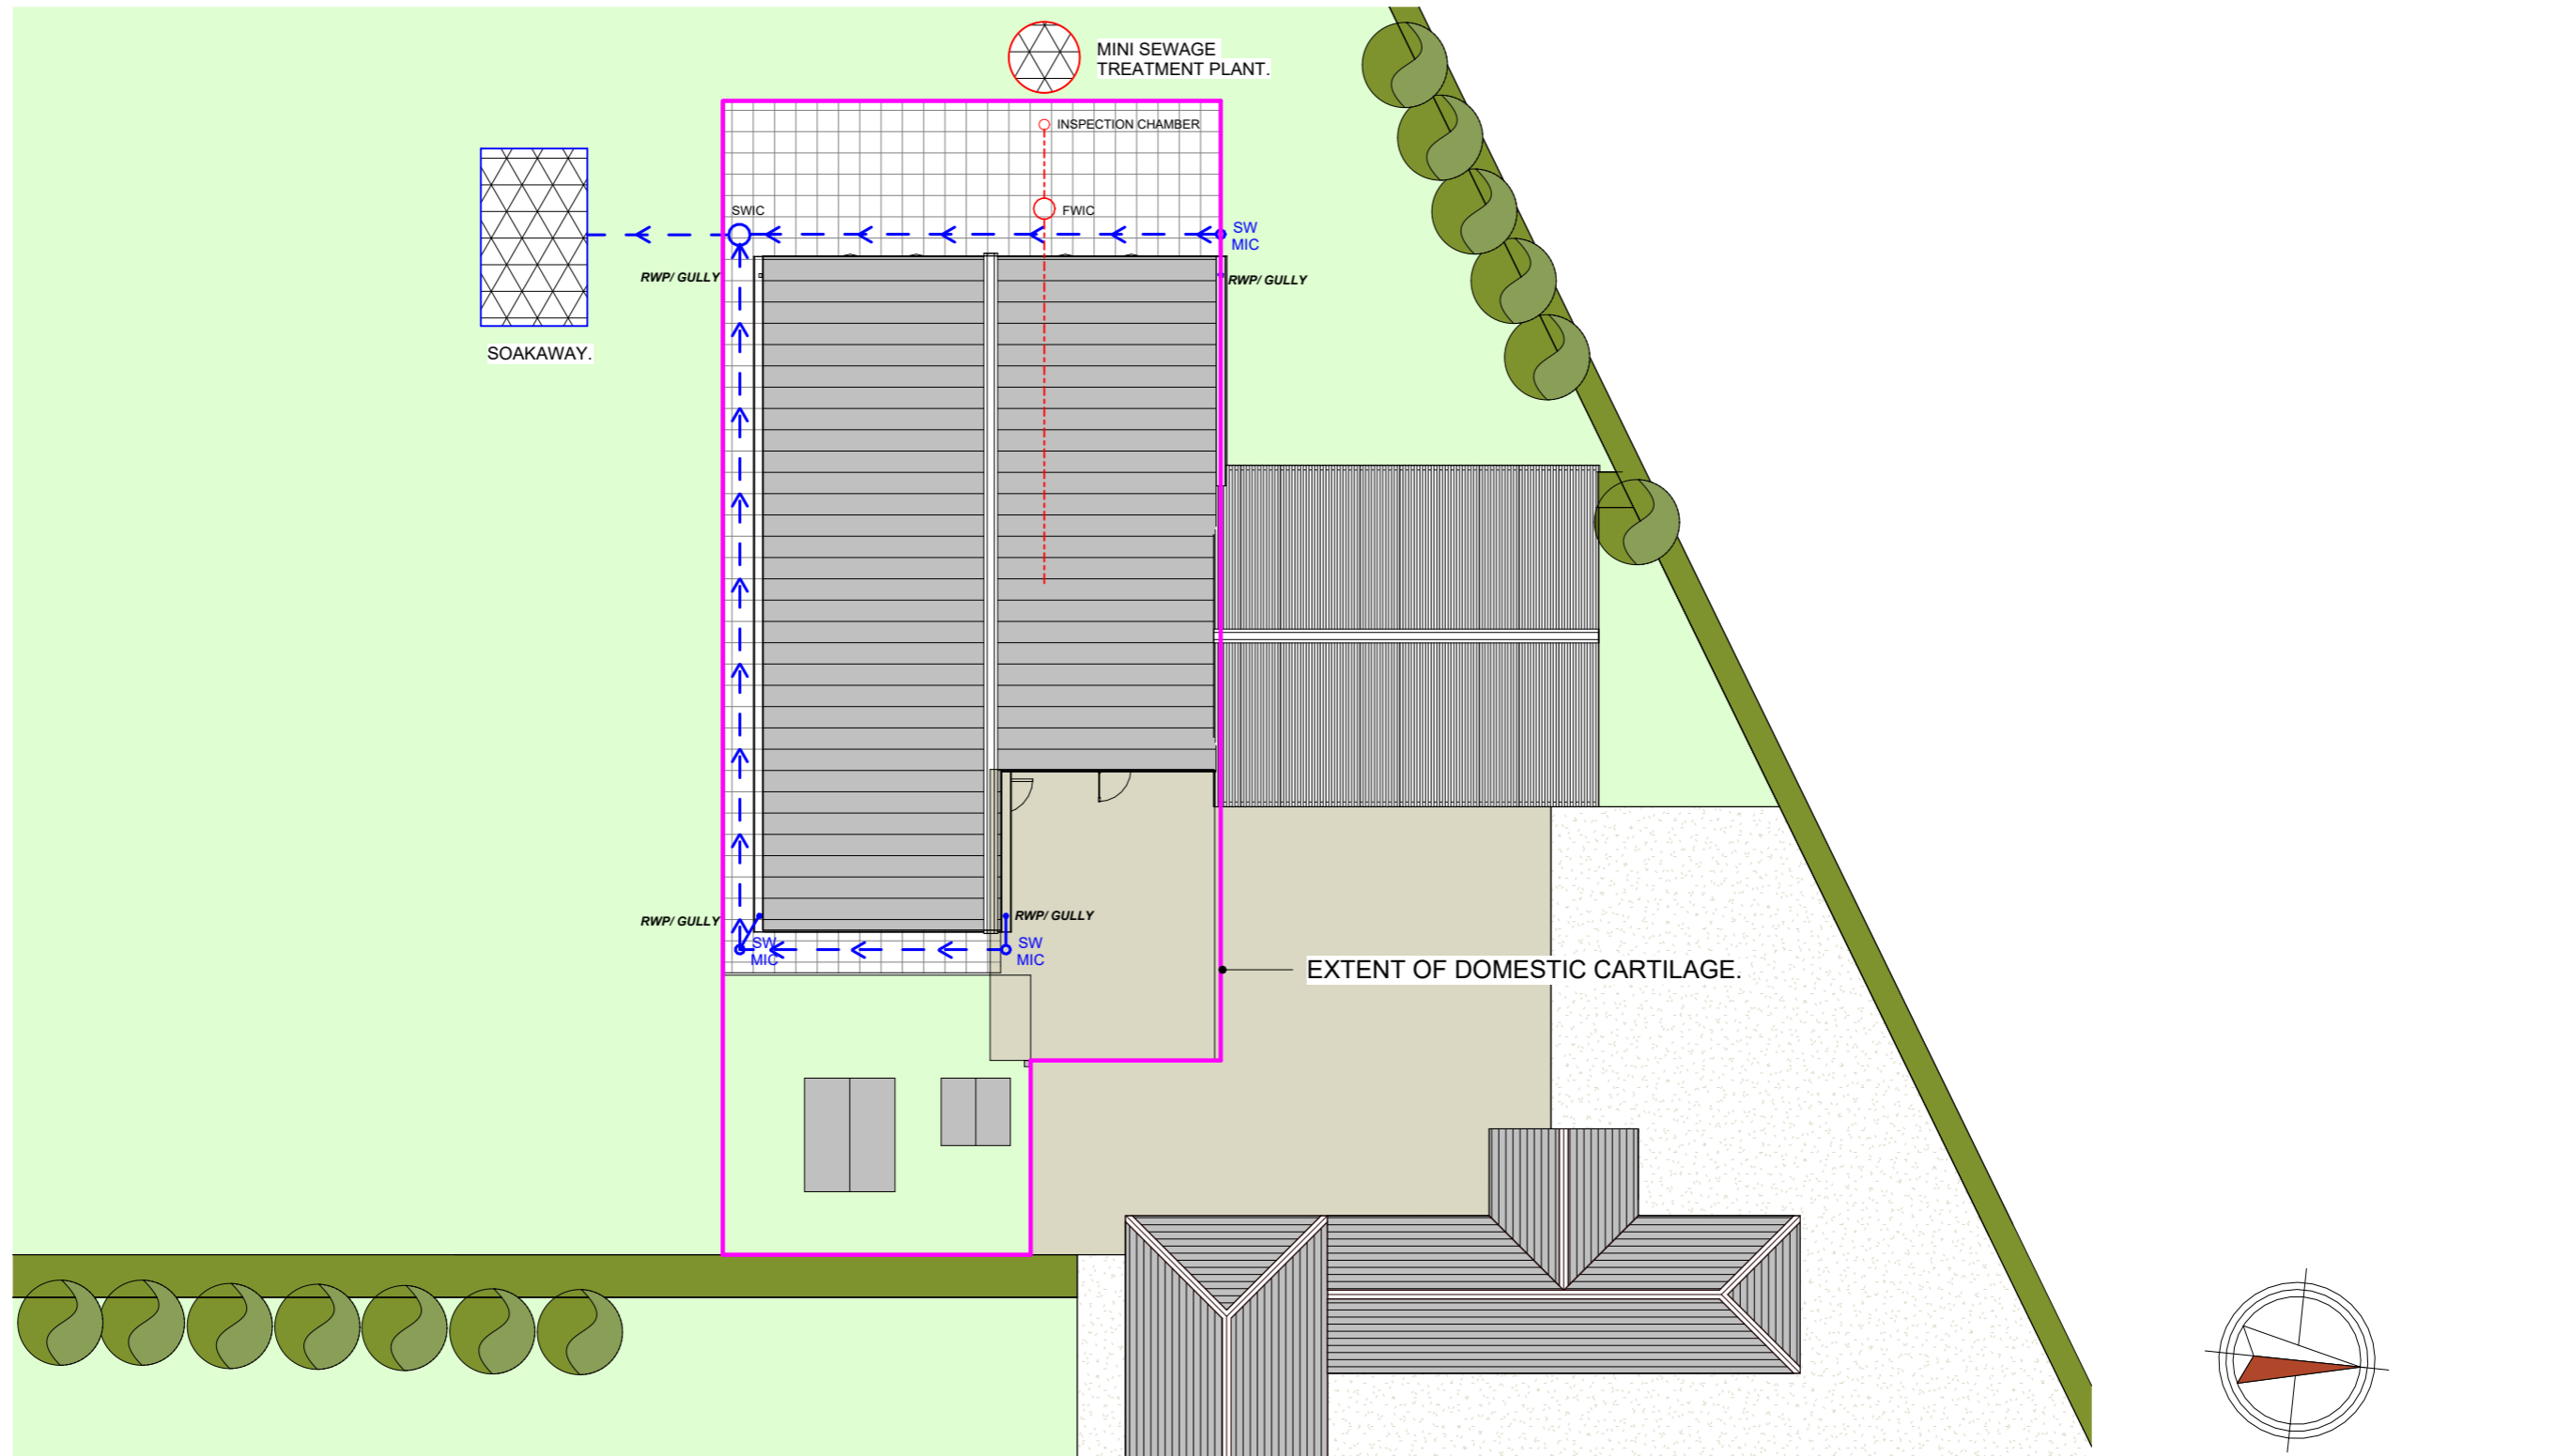 MINI SEWAGE
TREATMENT PLANT.
INSPECTION CHAMBER
SWIC
FWIC
SW
MIC
RWP/ GULLY
RWP/ GULLY
SOAKAWAY.
RWP/ GULLY
RWP/ GULLY
SW
MIC
SW
MIC
EXTENT OF DOMESTIC CARTILAGE.